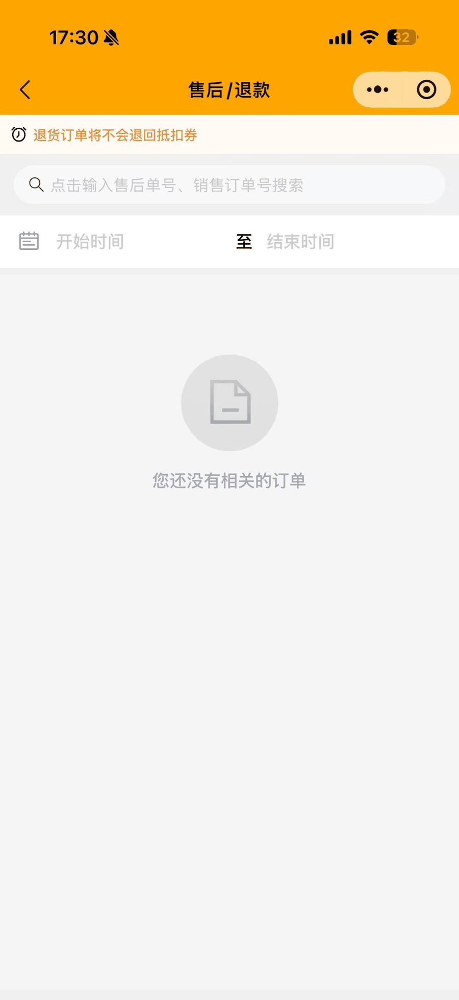 17:30
32
售后/退款
退货订单将不会退回抵扣券
点击输入售后单号、销售订单号搜索
开始时间 至 结束时间
您还没有相关的订单